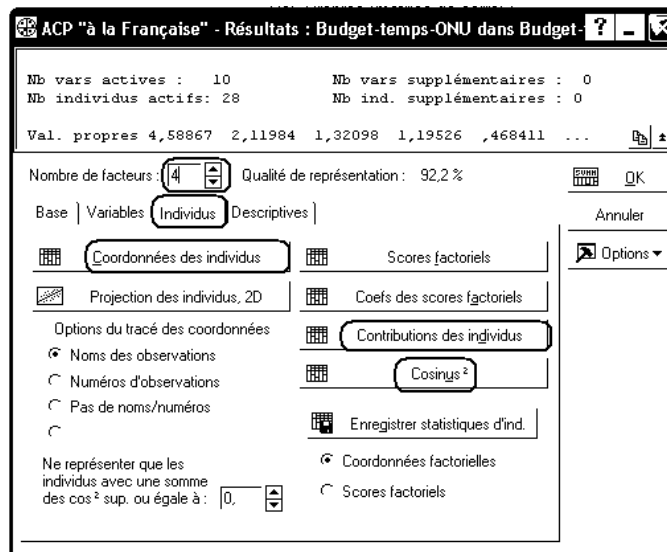 ACP "à la Française" - Résultats : Budget-temps-ONU dans Budget-
Nb vars actives : 10 Nb vars supplémentaires : 0
Nb individus actifs: 28 Nb ind. supplémentaires : 0
Val. propres 4,58867 2,11984 1,32098 1,19526 ,468411 ...
Nombre de facteurs : 4 Qualité de représentation : 92,2 %
OK
Base Variables Individus Descriptives
Annuler
Coordonnées des individus Scores factoriels
Options
Projection des individus, 2D Coefs des scores factoriels
Options du tracé des coordonnées
Contributions des individus
Noms des observations
Numéros d'observations
Cosinus ²
Pas de noms/numéros
Enregistrer statistiques d'ind.
Ne représenter que les
individus avec une somme
des cos ² sup. ou égale à : 0,
Coordonnées factorielles
Scores factoriels